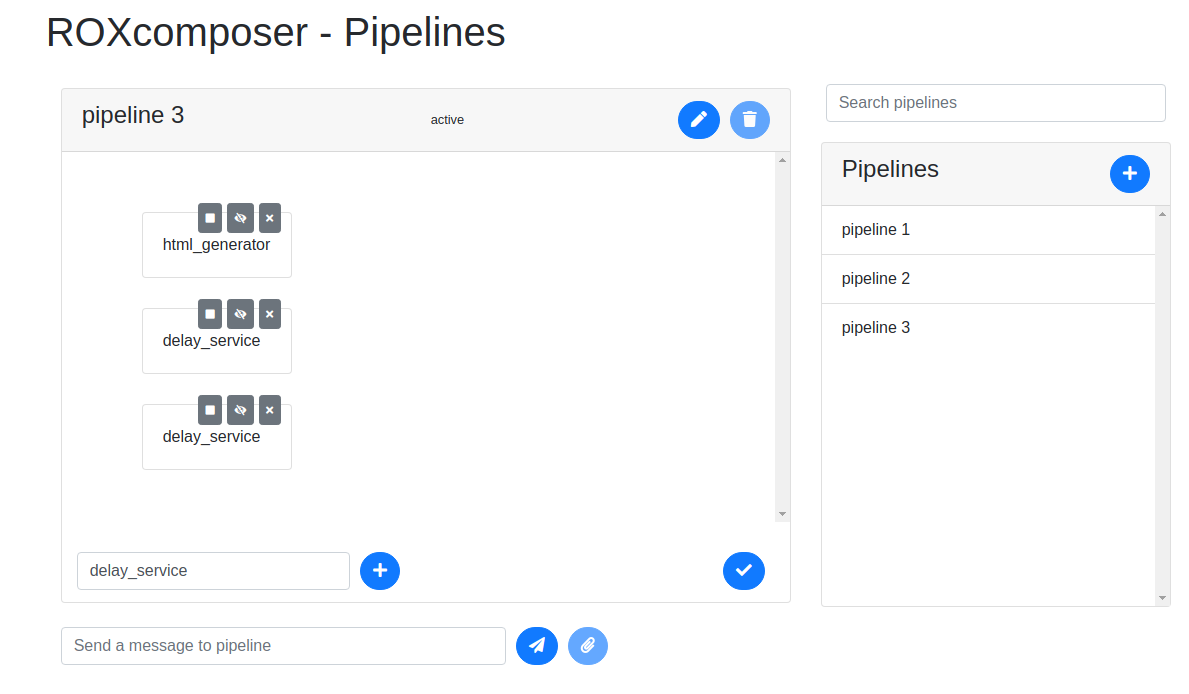 ROXcomposer - Pipelines
pipeline 3
active
html_generator
delay_service
delay_service
delay_service
Send a message to pipeline
Search pipelines
Pipelines
pipeline 1
pipeline 2
pipeline 3